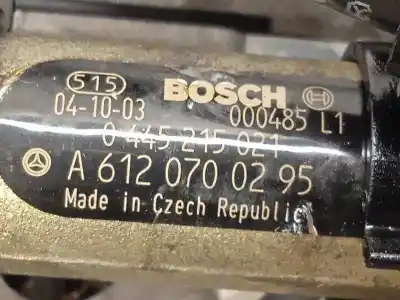 515 BOSCH
04-10-03 000485 L1
0 445 215 021
A 612 070 02 95
Made in Czech Republic